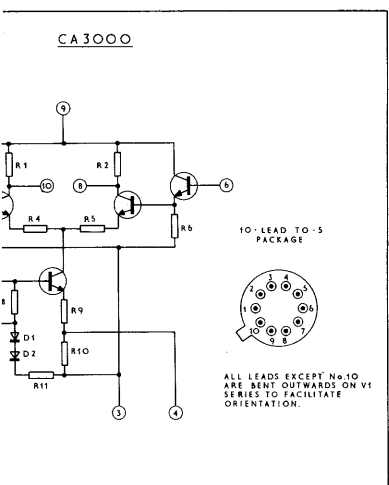 CA3000
9
R1
R2
10
8
6
R4
R5
R6
10-LEAD TO-5
PACKAGE
3 4
2 5
1 6
10 7
9 8
8
R9
D1
D2
R10
R11
3
4
ALL LEADS EXCEPT No.10
ARE BENT OUTWARDS ON V1
SERIES TO FACILITATE
ORIENTATION.